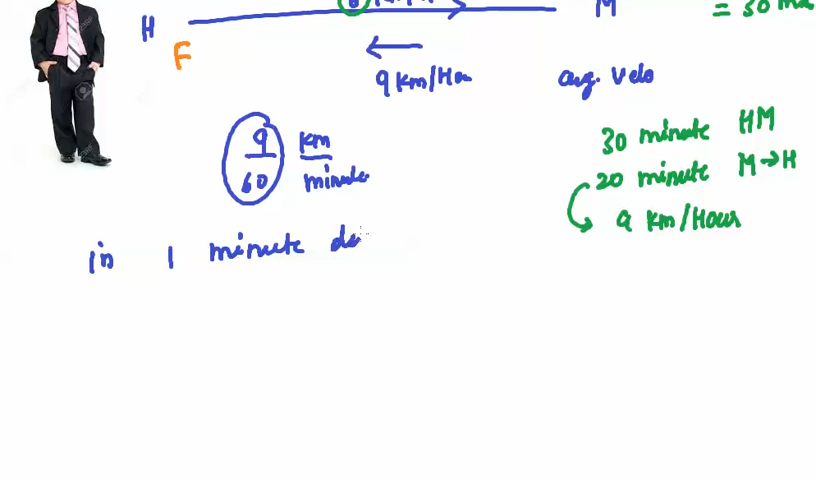 = 30
H
M
F
9 km/Hou
avg. velo
9/60 km/minute
30 minute HM
20 minute M→H
9 km/Hour
in 1 minute